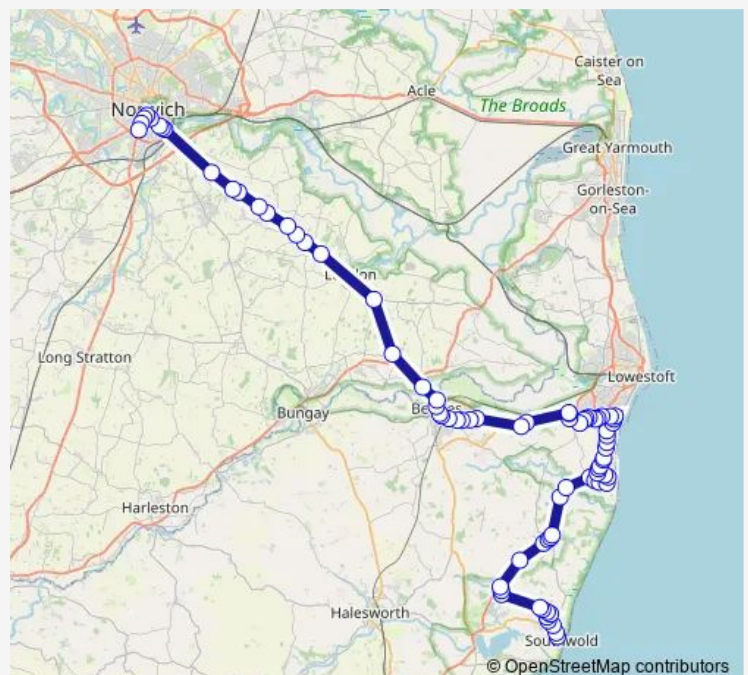 Caister on
Sea
Acle
Norwich
The Broads
Great Yarmouth
Gorleston-
on-Sea
Long Stratton
Lowestoft
Bungay
Harleston
Halesworth
© OpenStreetMap contributors